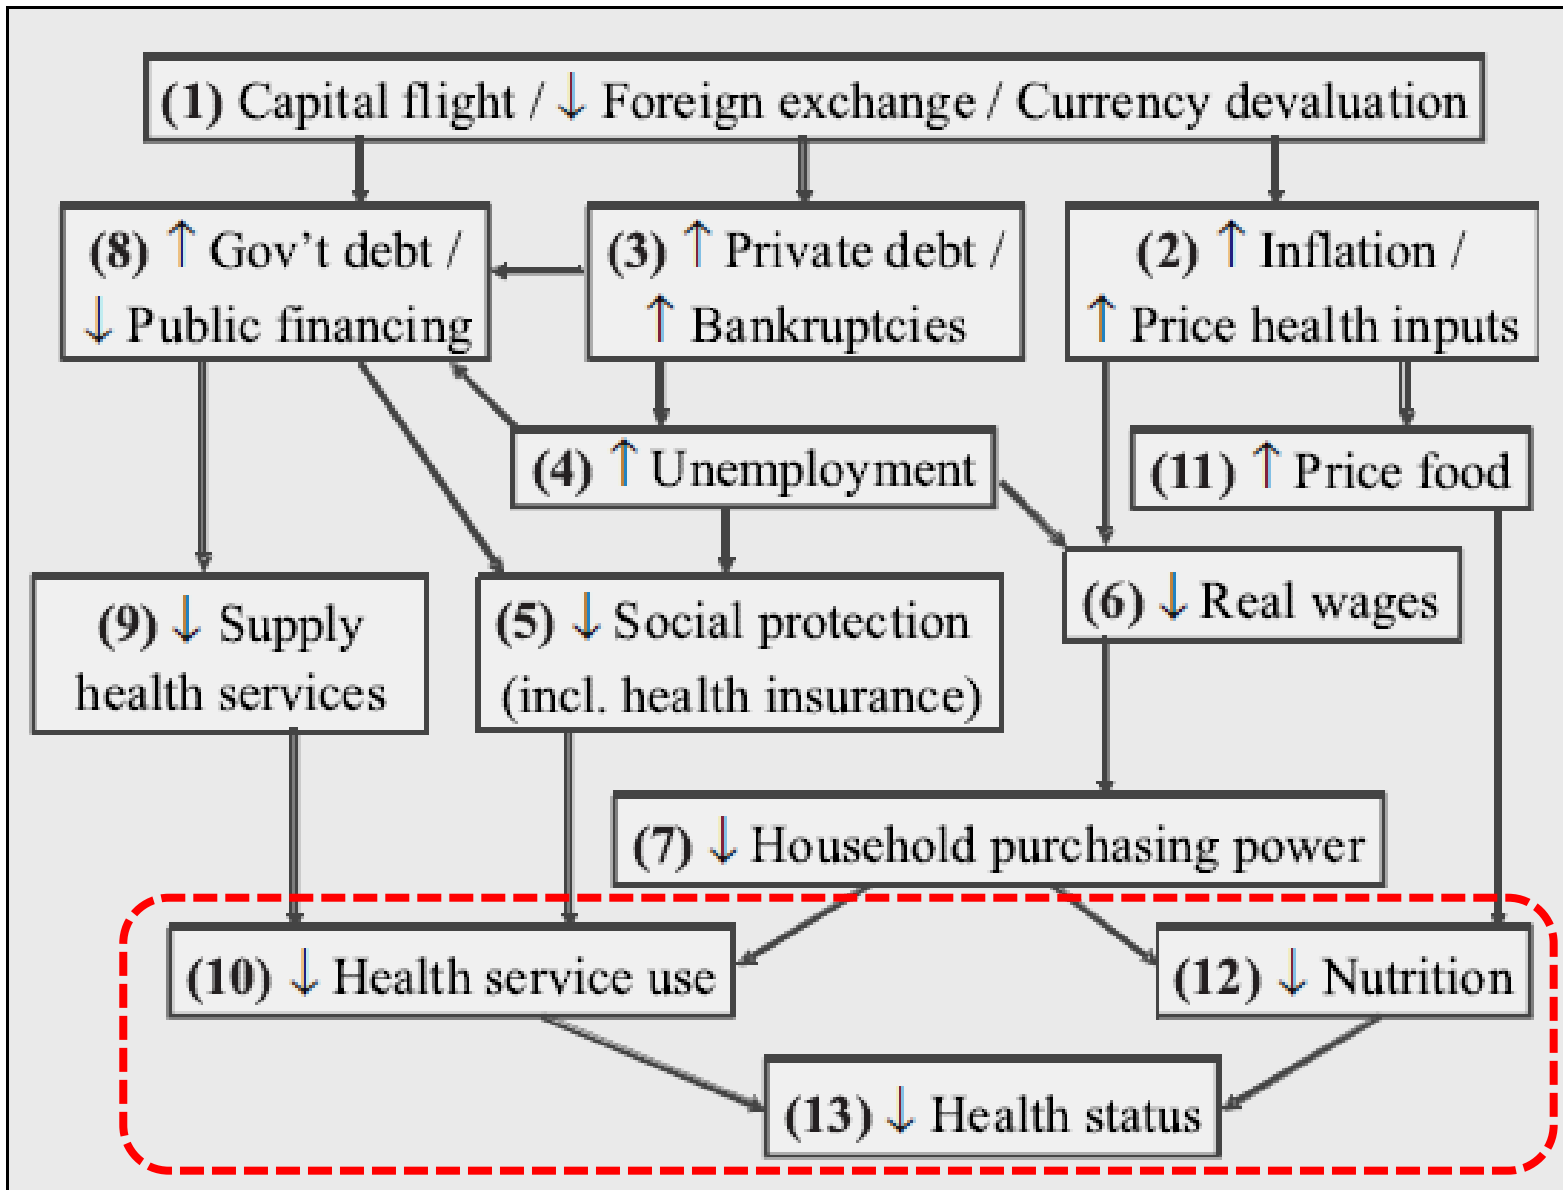 (1) Capital flight / ↓ Foreign exchange / Currency devaluation
(8) ↑ Gov't debt /
↓ Public financing
(3) ↑ Private debt /
↑ Bankruptcies
(2) ↑ Inflation /
↑ Price health inputs
(4) ↑ Unemployment
(11) ↑ Price food
(9) ↓ Supply
health services
(5) ↓ Social protection
(incl. health insurance)
(6) ↓ Real wages
(7) ↓ Household purchasing power
(10) ↓ Health service use
(12) ↓ Nutrition
(13) ↓ Health status